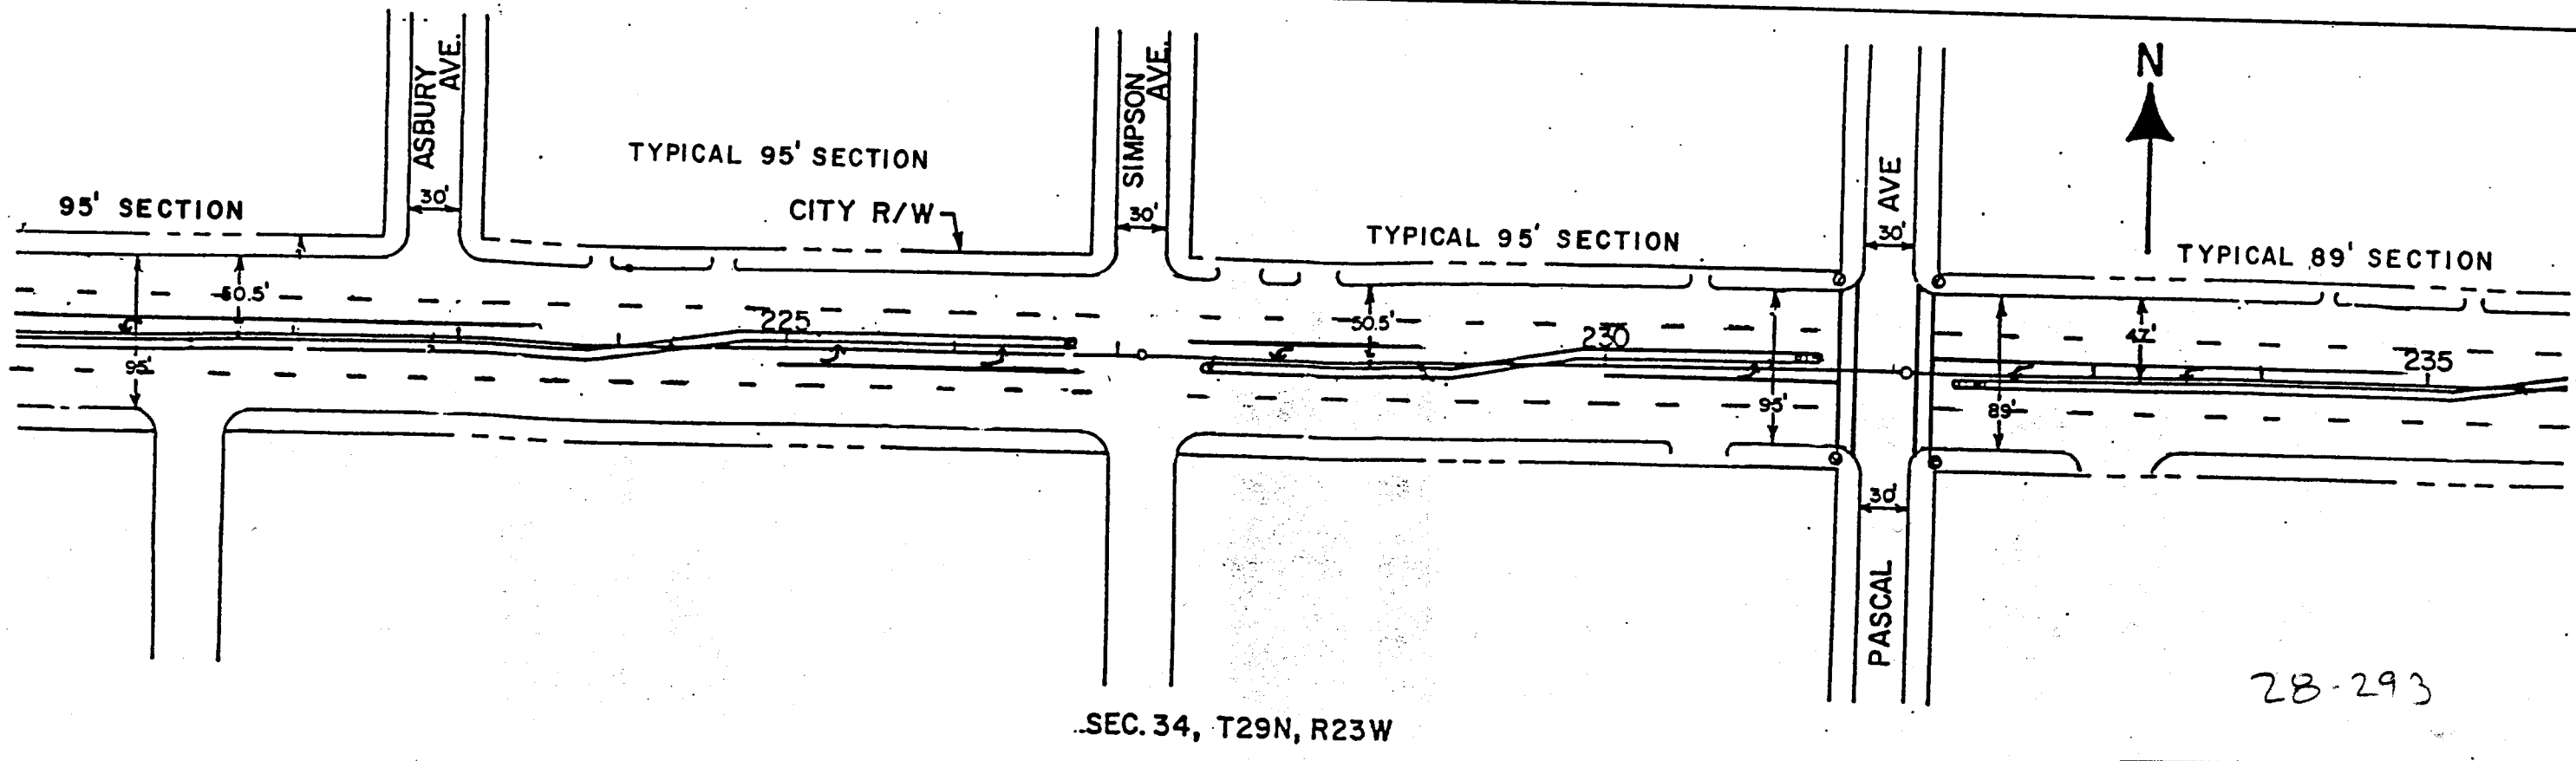 ASBURY
AVE.
SIMPSON
AVE.
N
TYPICAL 95' SECTION
AVE
95' SECTION
30'
CITY R/W
30'
TYPICAL 95' SECTION
30'
TYPICAL 89' SECTION
50.5'
225
50.5'
230
47'
235
95'
95'
89'
30'
PASCAL
28-293
SEC. 34, T29N, R23W